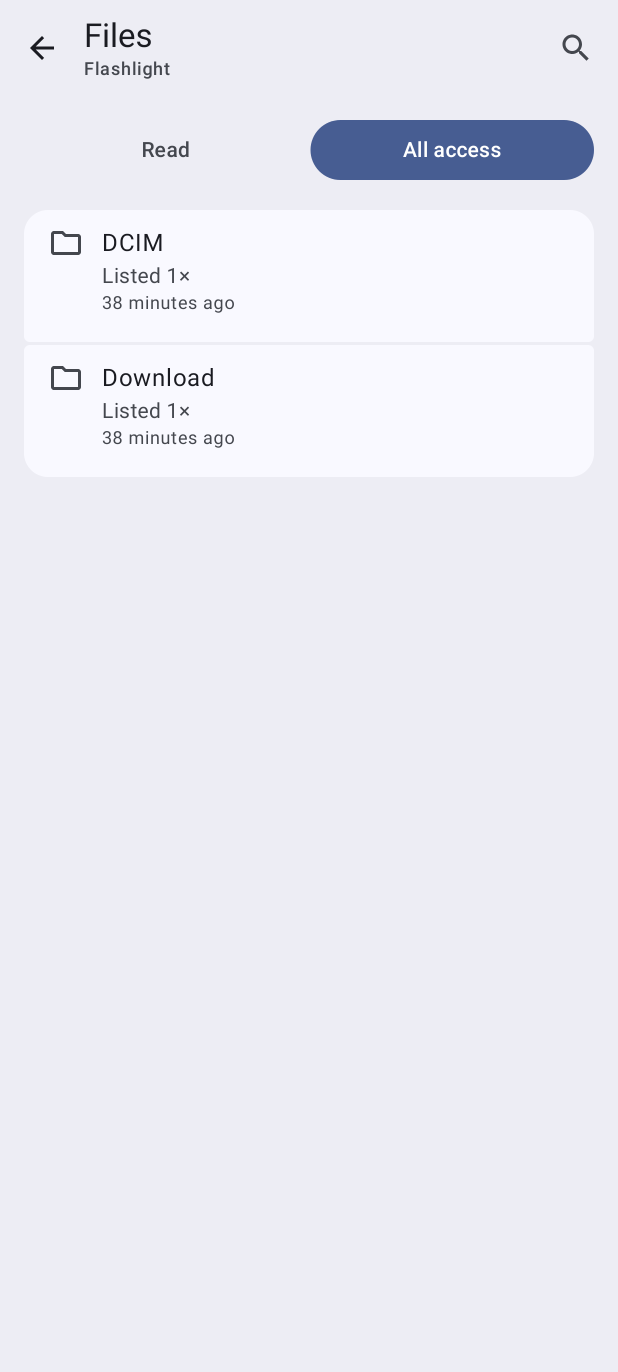 Files
Flashlight
Read
All access
DCIM
Listed 1×
38 minutes ago
Download
Listed 1×
38 minutes ago